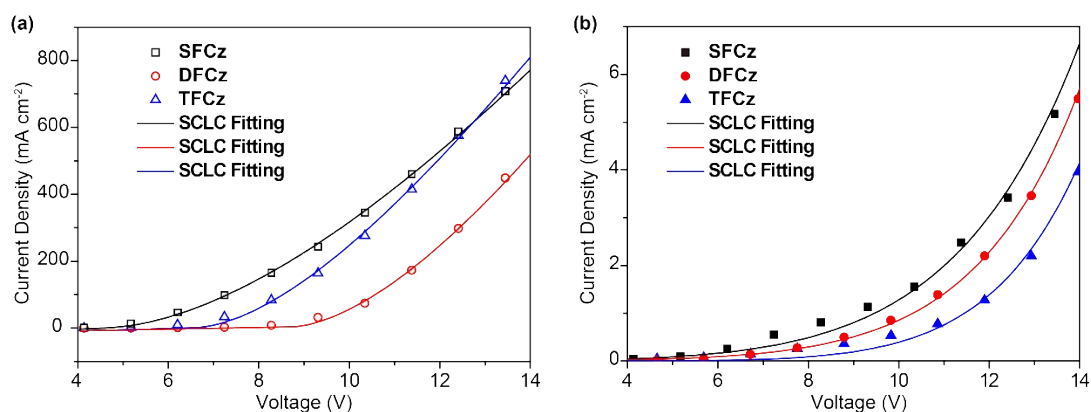 (a)
SFCz
DFCz
TFCz
SCLC Fitting
SCLC Fitting
SCLC Fitting
Current Density (mA cm-2)
800
600
400
200
0
4 6 8 10 12 14
Voltage (V)
(b)
SFCz
DFCz
TFCz
SCLC Fitting
SCLC Fitting
SCLC Fitting
Current Density (mA cm-2)
6
4
2
0
4 6 8 10 12 14
Voltage (V)